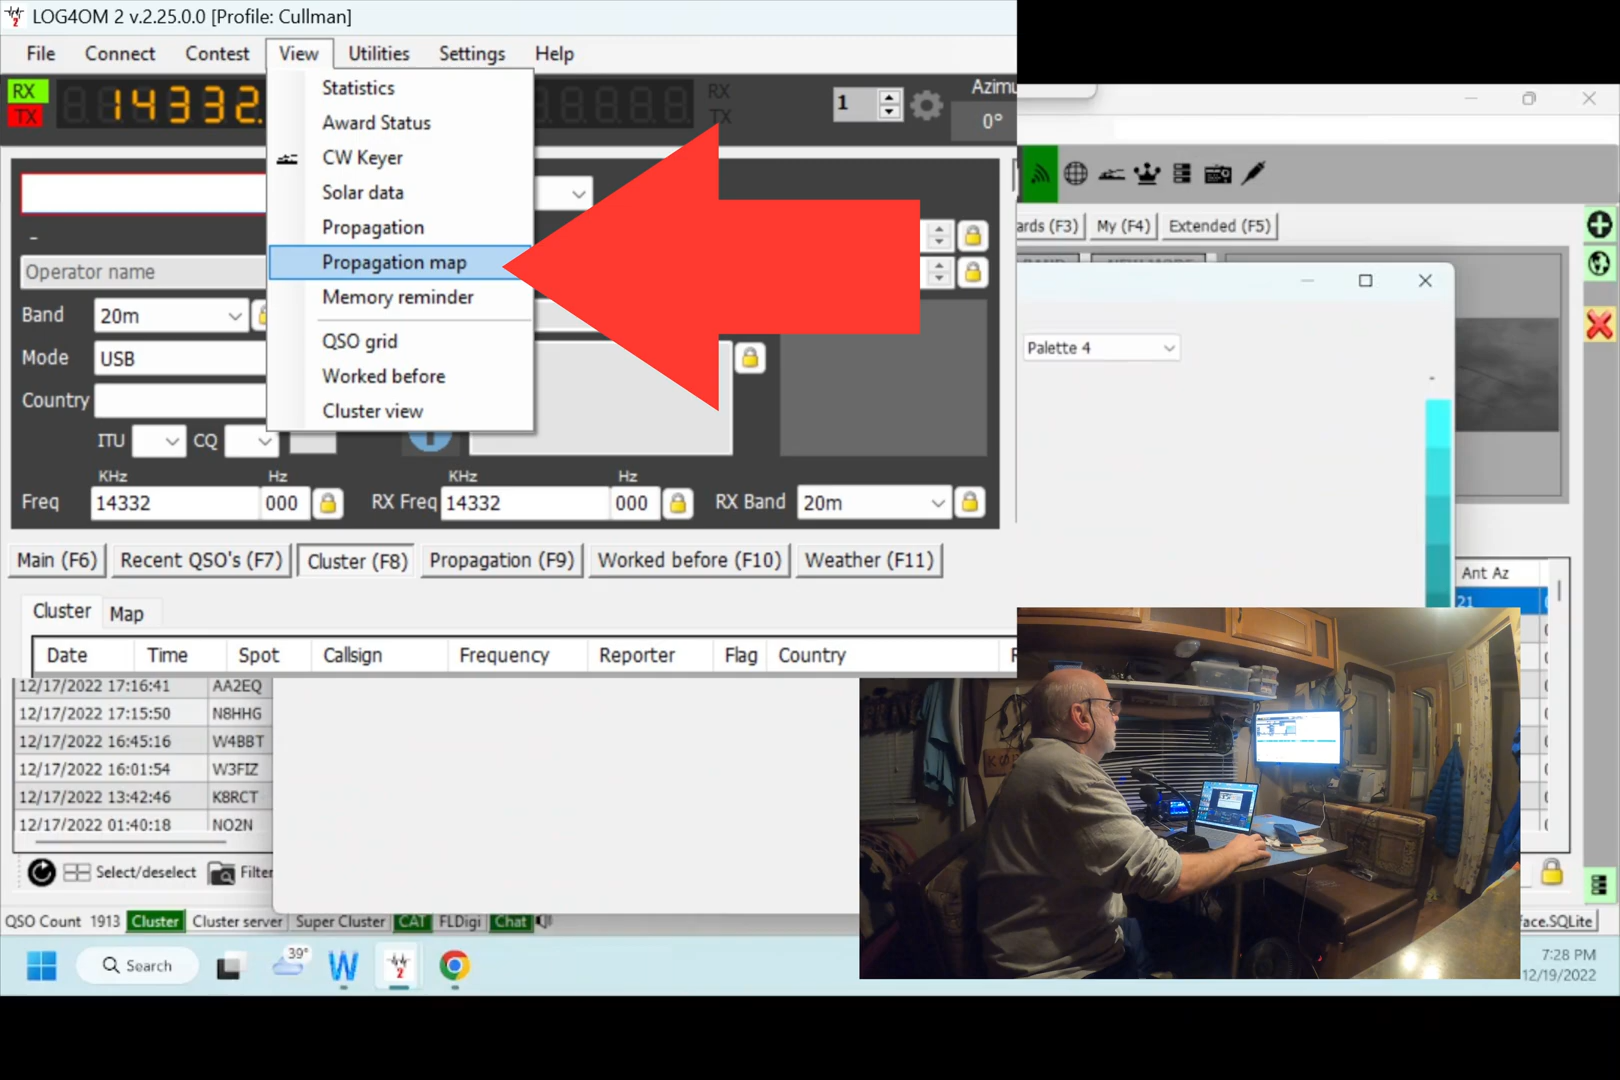 LOG4OM 2 v.2.25.0.0 [Profile: Cullman]
File Connect Contest View Utilities Settings Help
RX
TX
14332.
RX
TX
1
Azimu
0°
Statistics
Award Status
CW Keyer
Solar data
Propagation
Propagation map
Memory reminder
QSO grid
Worked before
Cluster view
-
Operator name
Band 20m
Mode USB
Country
ITU CQ
KHz Hz KHz Hz
Freq 14332 000 RX Freq 14332 000 RX Band 20m
ards (F3) My (F4) Extended (F5)
Palette 4
-
Main (F6) Recent QSO's (F7) Cluster (F8) Propagation (F9) Worked before (F10) Weather (F11)
Cluster Map
Date Time Spot Callsign Frequency Reporter Flag Country
Ant Az
21
12/17/2022 17:16:41 AA2EQ
12/17/2022 17:15:50 N8HHG
12/17/2022 16:45:16 W4BBT
12/17/2022 16:01:54 W3FIZ
12/17/2022 13:42:46 K8RCT
12/17/2022 01:40:18 NO2N
Select/deselect Filter
QSO Count 1913 Cluster Cluster server Super Cluster CAT FLDigi Chat
ace.SQLite
Search
39°
7:28 PM
12/19/2022